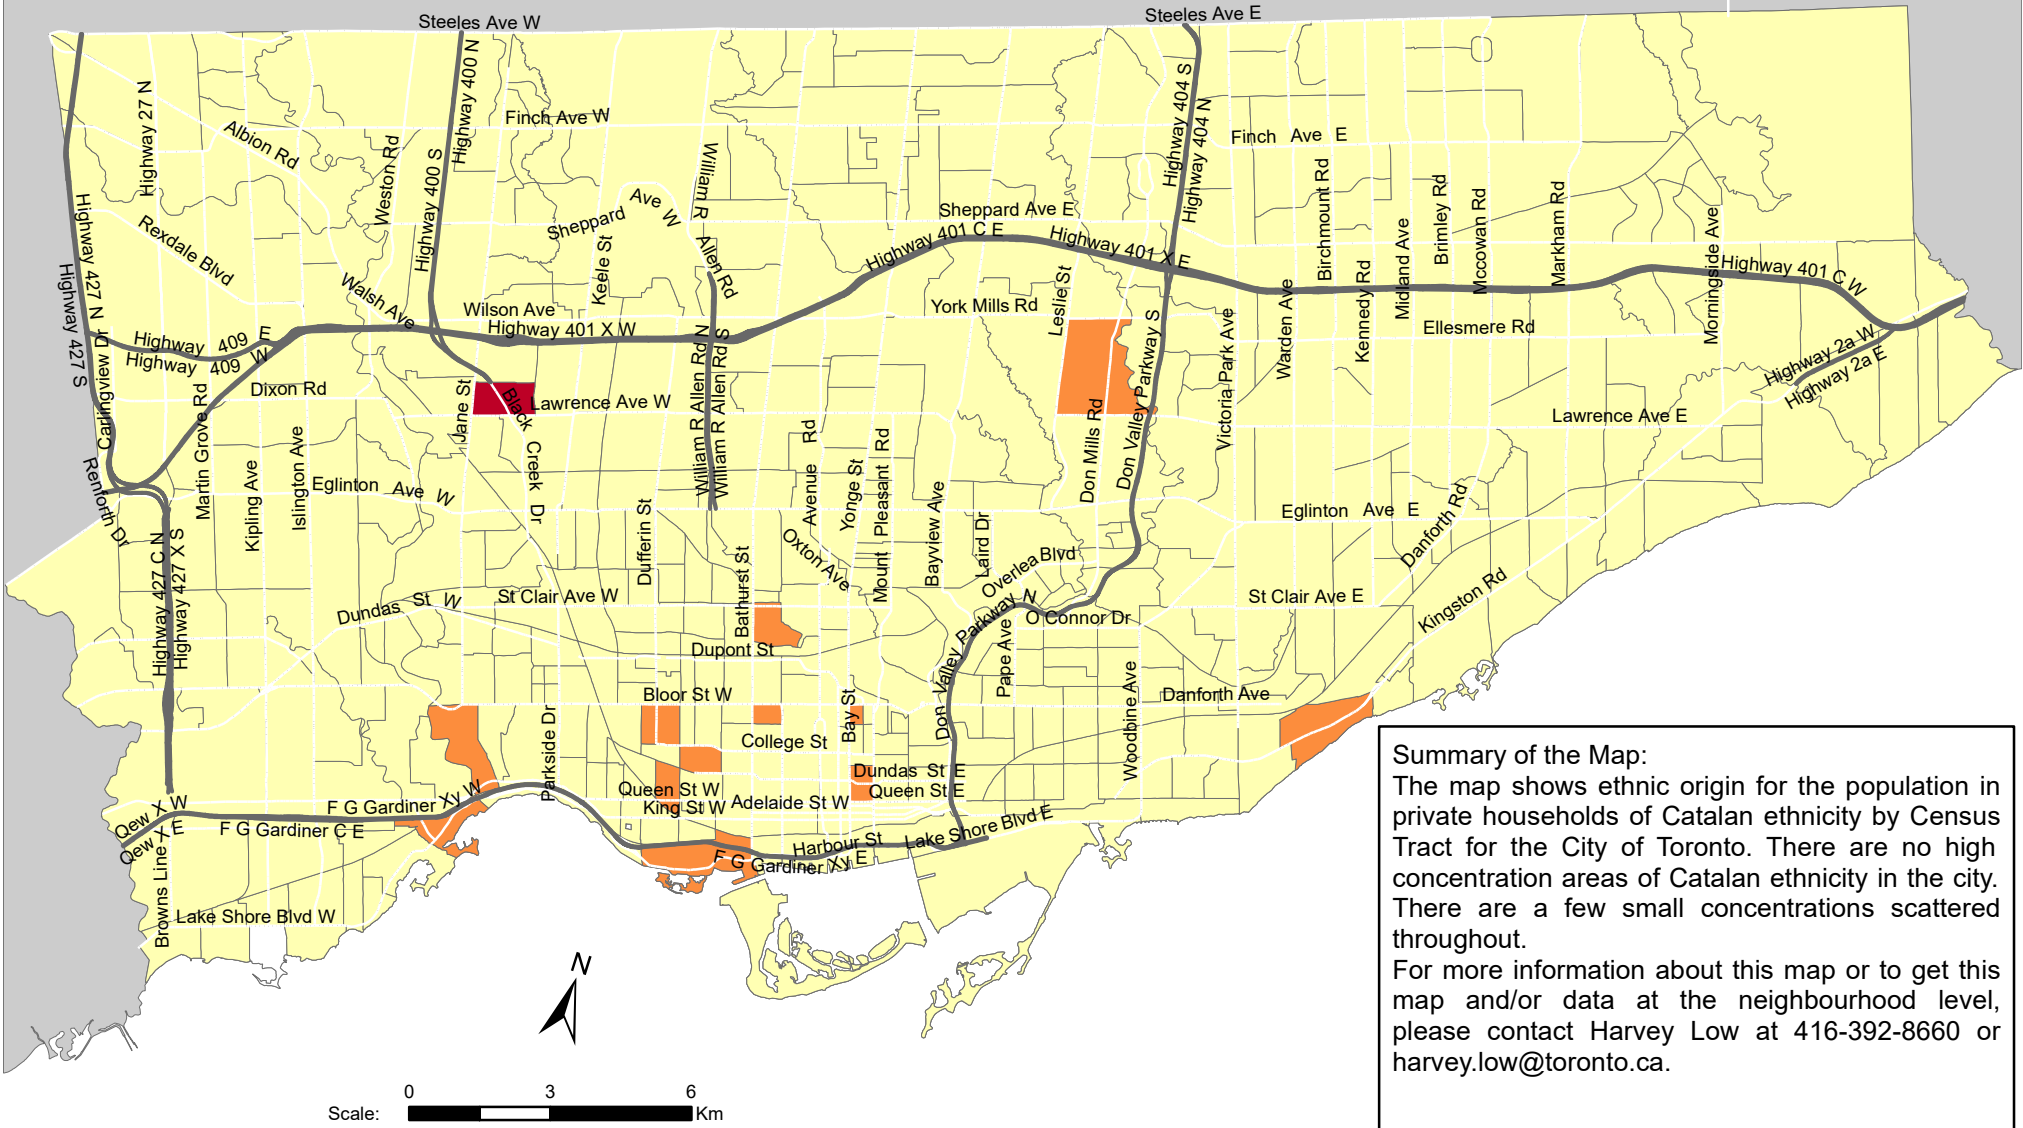 Steeles Ave W
Steeles Ave E
Highway 400 N
Highway 404 S
Highway 27 N
Finch Ave W
Highway 404 N
Finch Ave E
Albion Rd
Weston Rd
Highway 400 S
William R Allen Rd
Birchmount Rd
Brimley Rd
Mccowan Rd
Markham Rd
Morningside Ave
Midland Ave
Highway 427 N
Rexdale Blvd
Sheppard Ave W
Keele St
Sheppard Ave E
Highway 401 C E
Highway 401 X E
Highway 401 C W
Highway 427 S
Walsh Ave
Wilson Ave
Highway 401 X W
York Mills Rd
Leslie St
Kennedy Rd
Warden Ave
Ellesmere Rd
Highway 409 E
Highway 409 W
Carlingview Dr
Dixon Rd
Martin Grove Rd
Jane St
Black Creek Dr
Lawrence Ave W
William R Allen Rd N
William R Allen Rd S
Don Valley Parkway S
Victoria Park Ave
Highway 2a W
Highway 2a E
Lawrence Ave E
Renforth Dr
Kipling Ave
Islington Ave
Eglinton Ave W
Dufferin St
Avenue Rd
Yonge St
Mount Pleasant Rd
Bayview Ave
Laird Dr
Don Mills Rd
Eglinton Ave E
Danforth Rd
Highway 427 C N
Highway 427 X S
Oxton Ave
Overlea Blvd
Bathurst St
Dundas St W
St Clair Ave W
St Clair Ave E
Kingston Rd
O Connor Dr
Don Valley Parkway N
Pape Ave
Dupont St
Woodbine Ave
Bloor St W
Danforth Ave
Bay St
Parkside Dr
College St
Dundas St E
Queen St W
Queen St E
King St W
Adelaide St W
Qew X W
Qew X E
F G Gardiner Xy W
F G Gardiner C E
Harbour St
Lake Shore Blvd E
F G Gardiner Xy E
Browns Line
Lake Shore Blvd W
Summary of the Map:
The map shows ethnic origin for the population in
private households of Catalan ethnicity by Census
Tract for the City of Toronto. There are no high
concentration areas of Catalan ethnicity in the city.
There are a few small concentrations scattered
throughout.
For more information about this map or to get this
map and/or data at the neighbourhood level,
please contact Harvey Low at 416-392-8660 or
harvey.low@toronto.ca.
N
0 3 6
Scale: Km